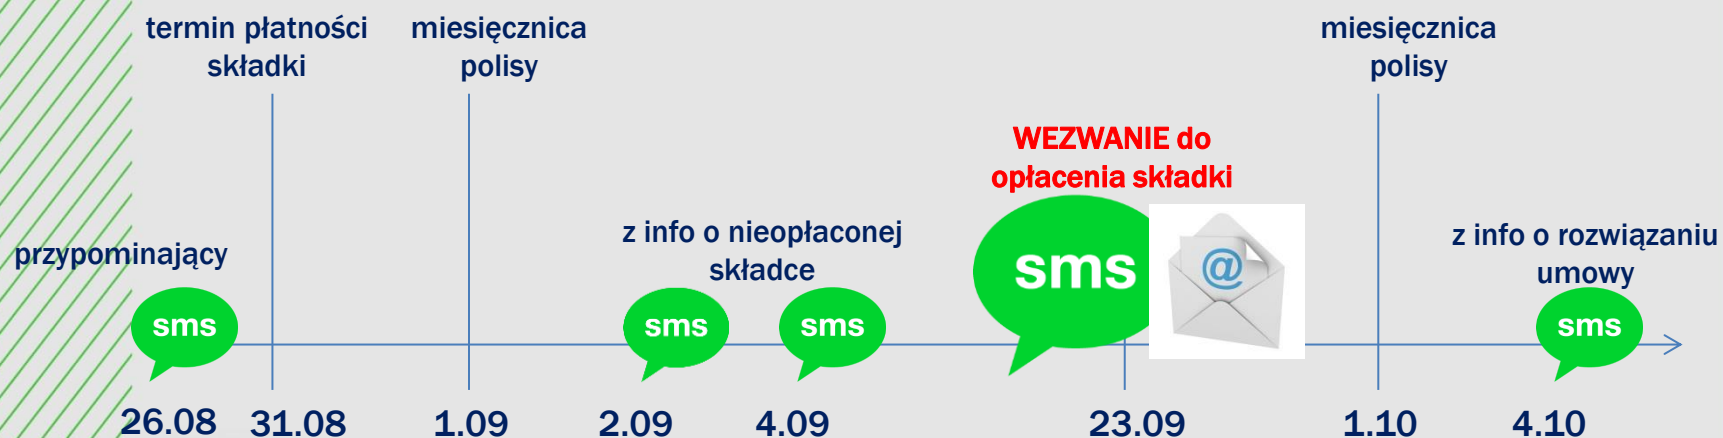 termin płatności
składki
miesięcznica
polisy
miesięcznica
polisy
WEZWANIE do
opłacenia składki
przypominający
z info o nieopłaconej
składce
z info o rozwiązaniu
umowy
sms
sms
sms
sms
@
sms
26.08
31.08
1.09
2.09
4.09
23.09
1.10
4.10